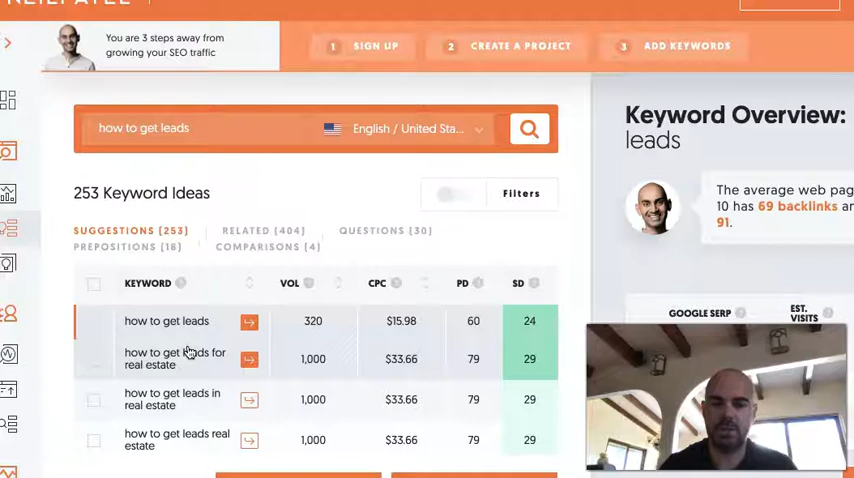 NEILPATEL
You are 3 steps away from
growing your SEO traffic
1 SIGN UP
2 CREATE A PROJECT
3 ADD KEYWORDS
how to get leads
English / United Sta...
253 Keyword Ideas
Filters
SUGGESTIONS (253)
RELATED (404)
QUESTIONS (30)
PREPOSITIONS (18)
COMPARISONS (4)
KEYWORD VOL CPC PD SD
how to get leads 320 $15.98 60 24
how to get leads for
real estate 1,000 $33.66 79 29
how to get leads in
real estate 1,000 $33.66 79 29
how to get leads real
estate 1,000 $33.66 79 29
Keyword Overview:
leads
The average web pag
10 has 69 backlinks an
91.
GOOGLE SERP
EST.
VISITS